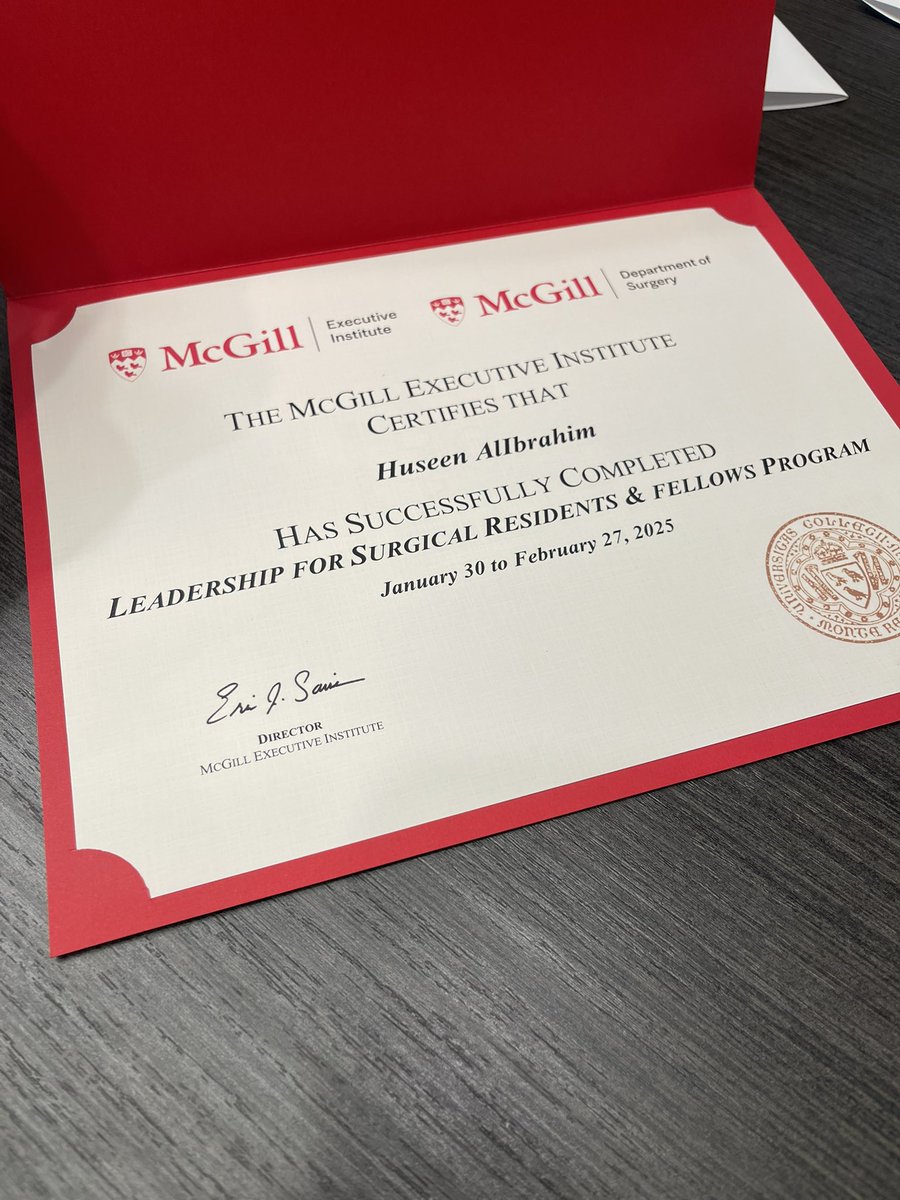 McGill
Executive
Institute
McGill
Department of
Surgery
THE MCGILL EXECUTIVE INSTITUTE
CERTIFIES THAT
Huseen AlIbrahim
HAS SUCCESSFULLY COMPLETED
LEADERSHIP FOR SURGICAL RESIDENTS & FELLOWS PROGRAM
January 30 to February 27, 2025
DIRECTOR
MCGILL EXECUTIVE INSTITUTE